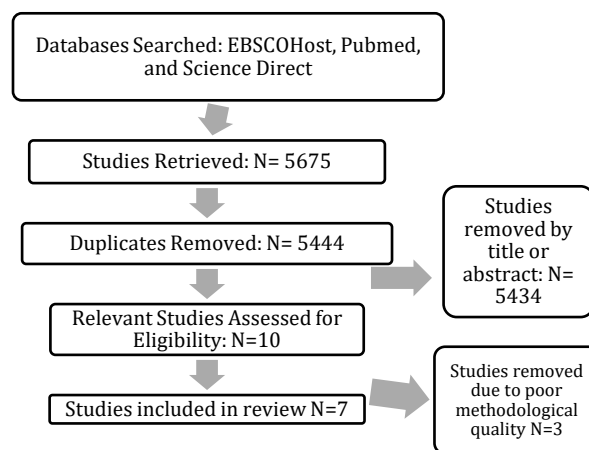 Databases Searched: EBSCOHost, Pubmed,
and Science Direct
Studies Retrieved: N= 5675
Duplicates Removed: N= 5444
Studies
removed by
title or
abstract: N=
5434
Relevant Studies Assessed for
Eligibility: N=10
Studies included in review N=7
Studies removed
due to poor
methodological
quality N=3